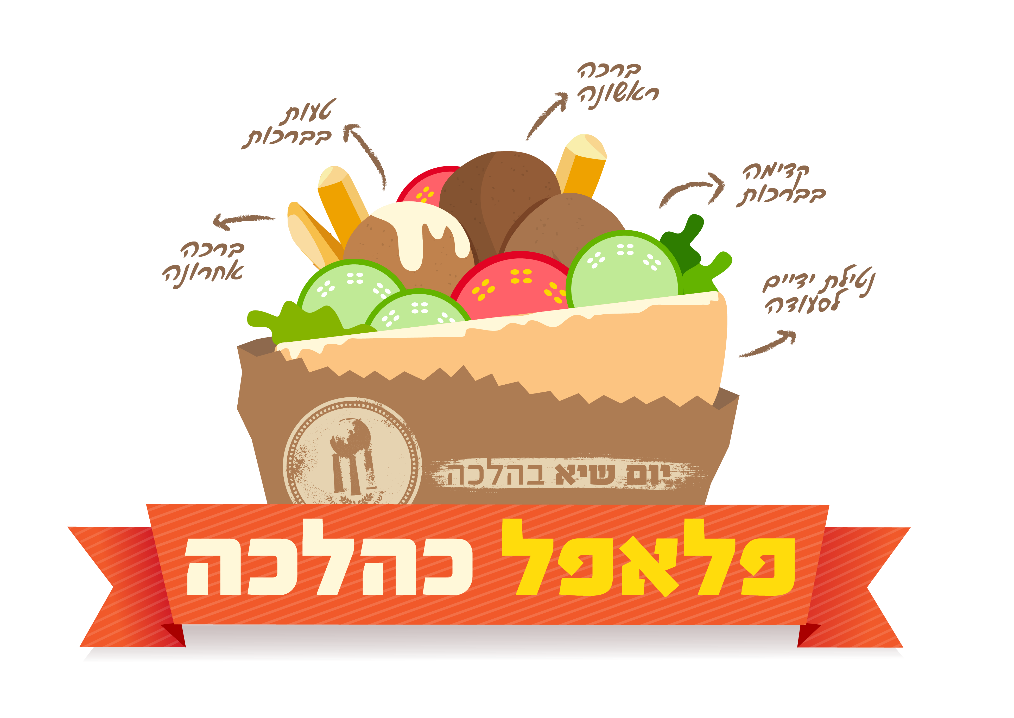 ברכה
ראשונה
טעות
בברכות
קדימה
בברכות
ברכה
אחרונה
נטילת ידיים
לסעודה
יום שיא בהלכה
פלאפל כהלכה